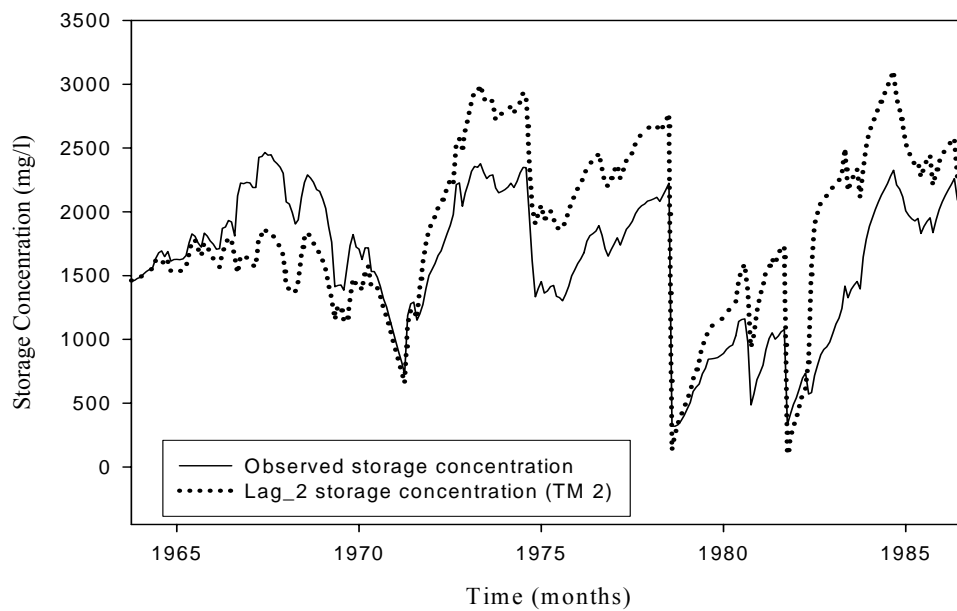 3500
3000
2500
2000
1500
1000
500
0
Storage Concentration (mg/l)
Observed storage concentration
Lag_2 storage concentration (TM 2)
1965 1970 1975 1980 1985
Time (months)